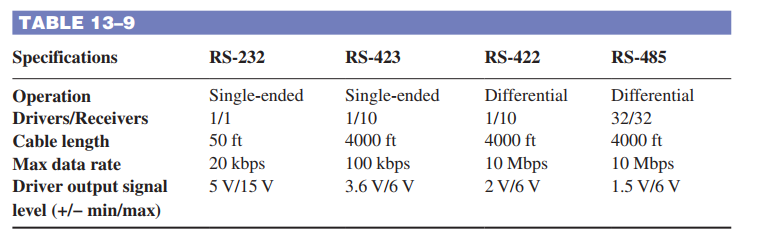 TABLE 13–9
Specifications RS-232 RS-423 RS-422 RS-485
Operation Single-ended Single-ended Differential Differential
Drivers/Receivers 1/1 1/10 1/10 32/32
Cable length 50 ft 4000 ft 4000 ft 4000 ft
Max data rate 20 kbps 100 kbps 10 Mbps 10 Mbps
Driver output signal 5 V/15 V 3.6 V/6 V 2 V/6 V 1.5 V/6 V
level (+/− min/max)